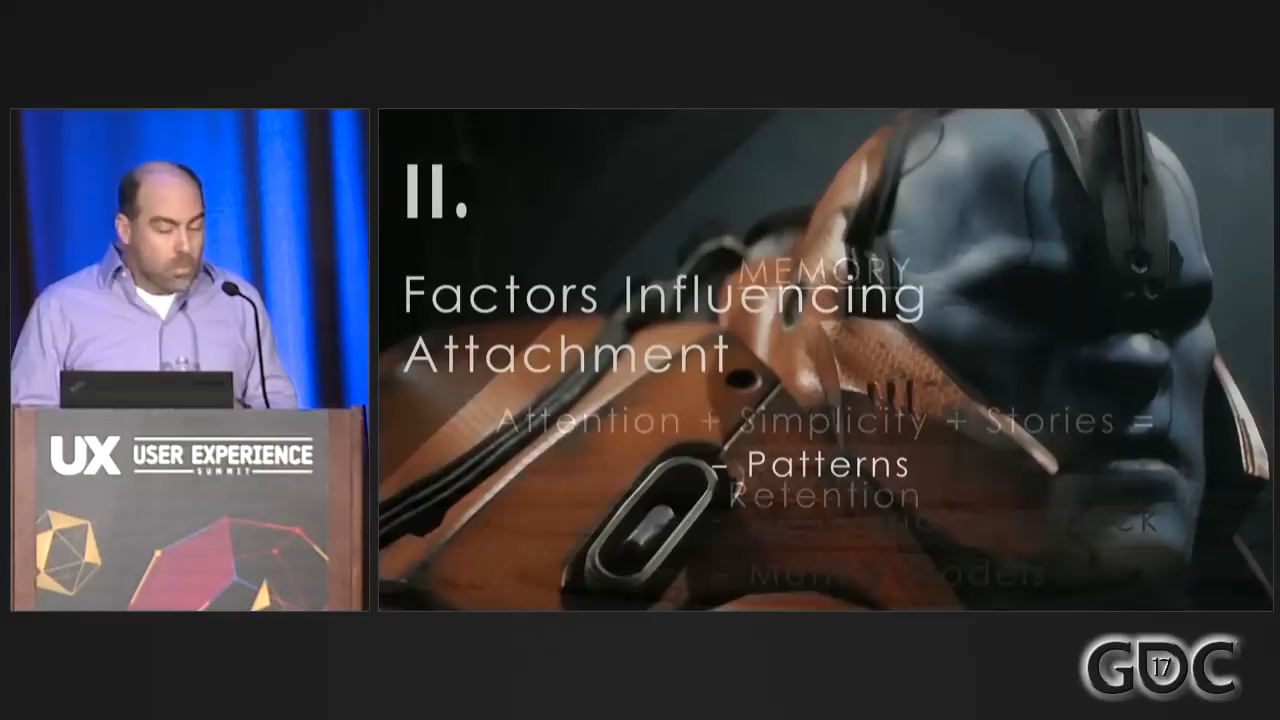 II.
MEMORY
Factors Influencing
Attachment
Attention + Simplicity + Stories =
– Patterns
Retention
UX USER EXPERIENCE
SUMMIT
GDC
17